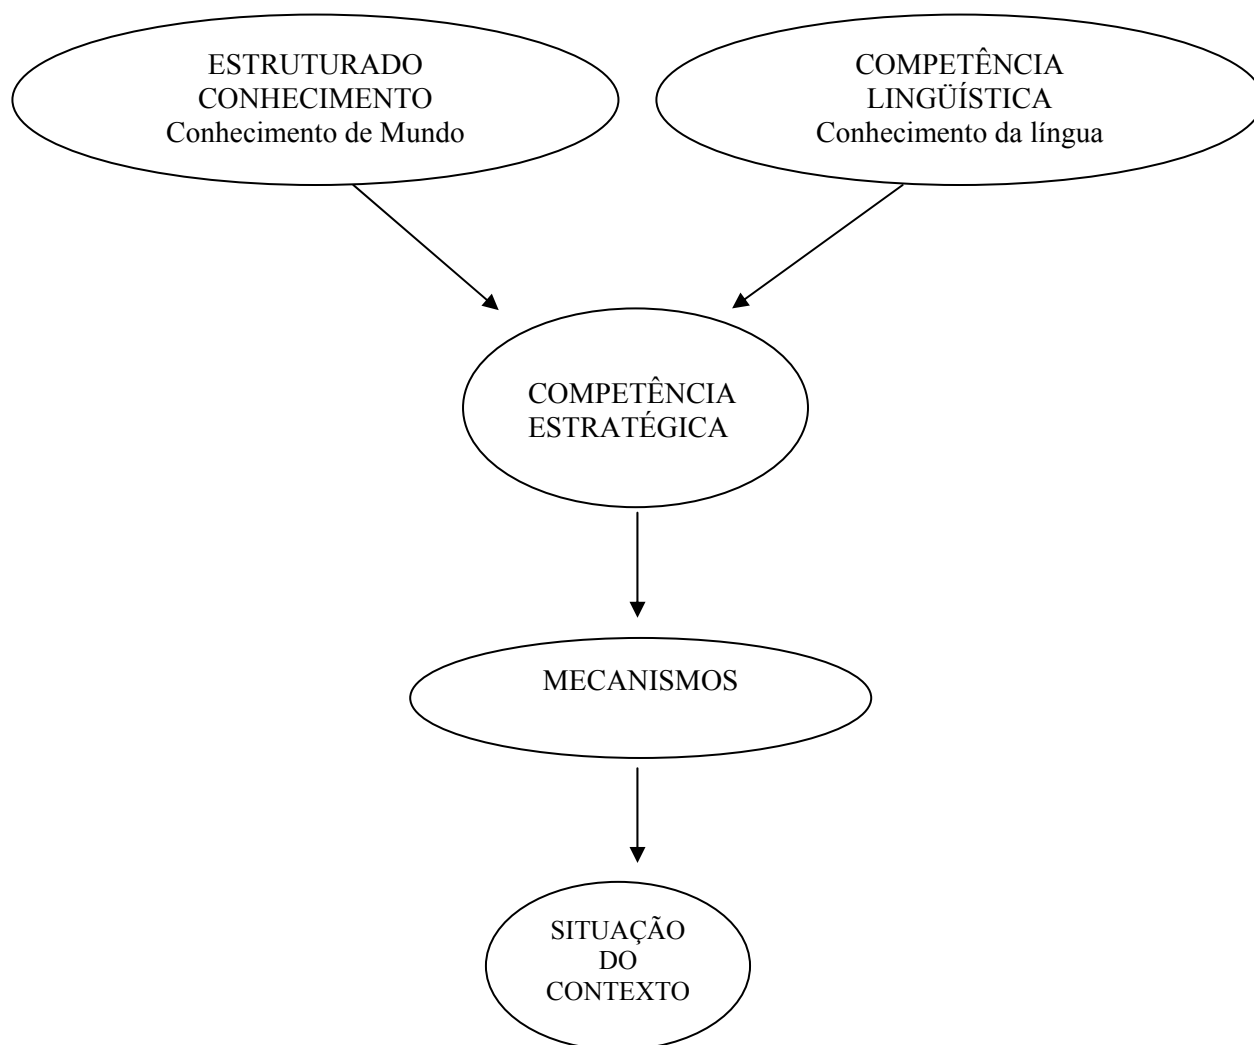 ESTRUTURADO
CONHECIMENTO
Conhecimento de Mundo
COMPETÊNCIA
LINGÜÍSTICA
Conhecimento da língua
COMPETÊNCIA
ESTRATÉGICA
MECANISMOS
SITUAÇÃO
DO
CONTEXTO